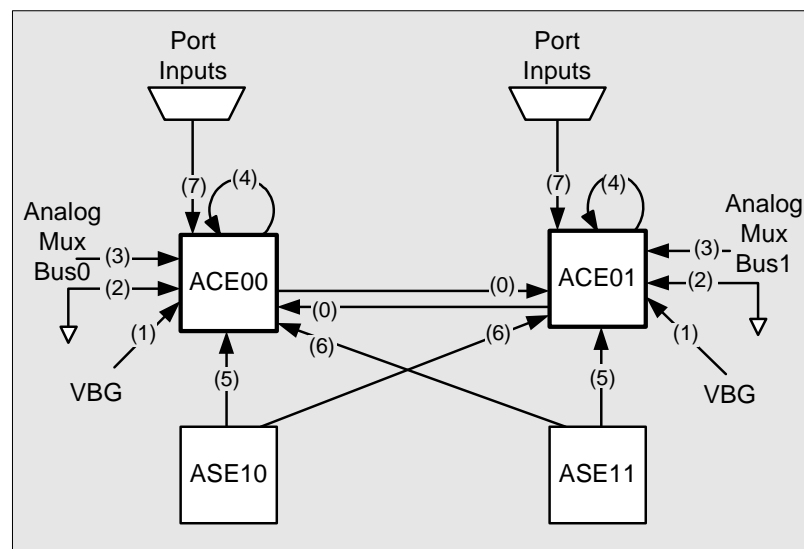 Port
Inputs
Port
Inputs
(7)
(4)
(7)
(4)
Analog
Mux
Bus0
(3)
(2)
(1)
VBG
ACE00
(0)
(0)
ACE01
Analog
Mux
Bus1
(3)
(2)
(1)
VBG
(6)
(6)
(5)
(5)
ASE10
ASE11